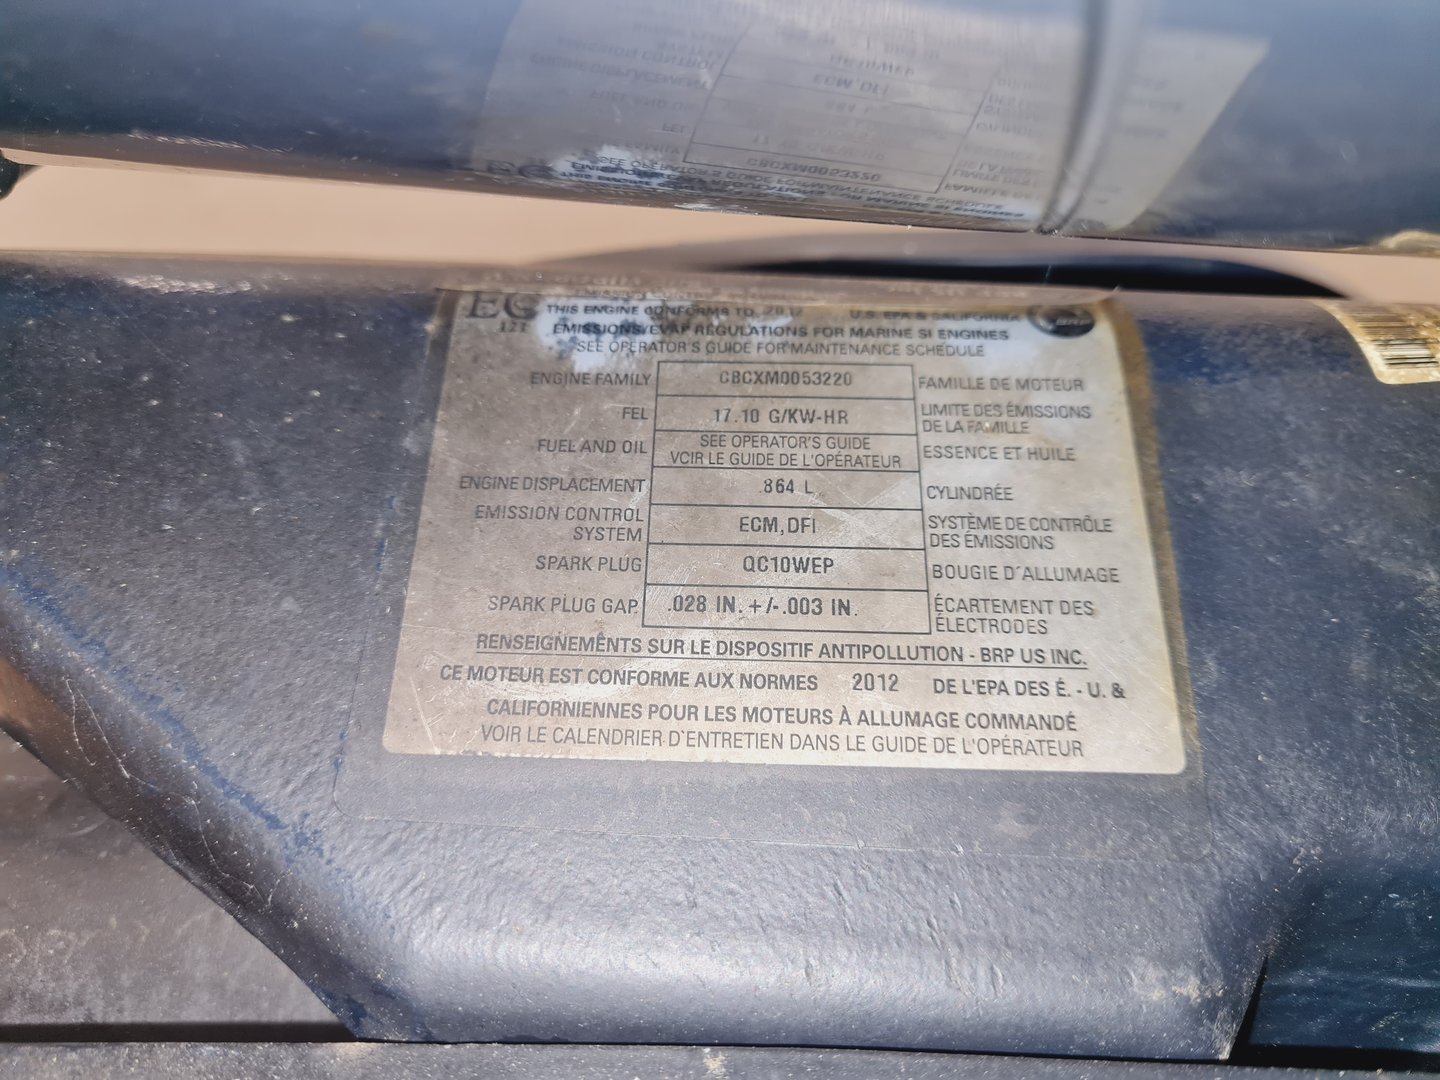 THIS ENGINE CONFORMS TO 2012 U.S. EPA & CALIFORNIA
EMISSIONS/EVAP REGULATIONS FOR MARINE SI ENGINES
SEE OPERATOR'S GUIDE FOR MAINTENANCE SCHEDULE
ENGINE FAMILY CBCXM0053220 FAMILLE DE MOTEUR
FEL 17.10 G/KW-HR LIMITE DES ÉMISSIONS
DE LA FAMILLE
FUEL AND OIL SEE OPERATOR'S GUIDE
VOIR LE GUIDE DE L'OPÉRATEUR ESSENCE ET HUILE
ENGINE DISPLACEMENT .864 L CYLINDRÉE
EMISSION CONTROL
SYSTEM ECM, DFI SYSTÈME DE CONTRÔLE
DES ÉMISSIONS
SPARK PLUG QC10WEP BOUGIE D'ALLUMAGE
SPARK PLUG GAP .028 IN. +/-.003 IN. ÉCARTEMENT DES
ÉLECTRODES
RENSEIGNEMENTS SUR LE DISPOSITIF ANTIPOLLUTION - BRP US INC.
CE MOTEUR EST CONFORME AUX NORMES 2012 DE L'EPA DES É. - U. &
CALIFORNIENNES POUR LES MOTEURS À ALLUMAGE COMMANDÉ
VOIR LE CALENDRIER D'ENTRETIEN DANS LE GUIDE DE L'OPÉRATEUR